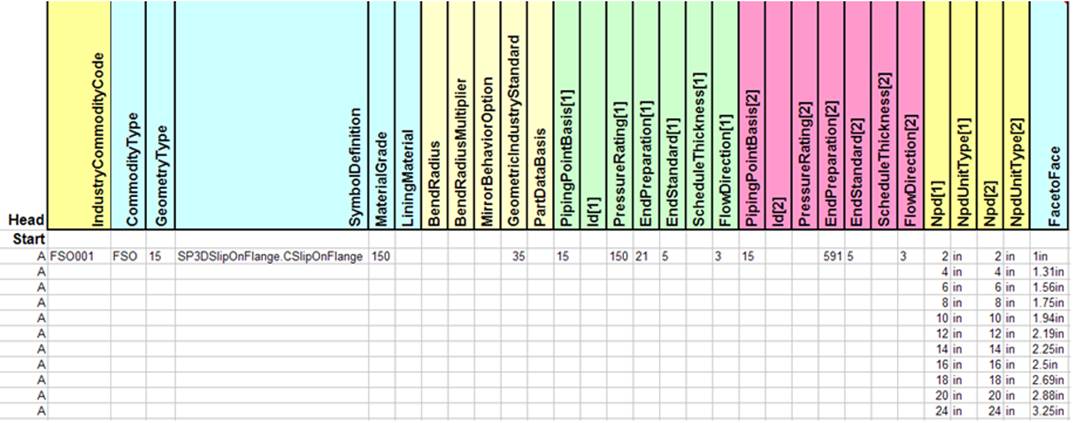 Head IndustryCommodityCode CommodityType GeometryType SymbolDefinition MaterialGrade LiningMaterial BendRadius BendRadiusMultiplier MirrorBehaviorOption GeometricIndustryStandard PartDataBasis PipingPointBasis[1] Id[1] PressureRating[1] EndPreparation[1] EndStandard[1] ScheduleThickness[1] FlowDirection[1] PipingPointBasis[2] Id[2] PressureRating[2] EndPreparation[2] EndStandard[2] ScheduleThickness[2] FlowDirection[2] Npd[1] NpdUnitType[1] Npd[2] NpdUnitType[2] FacetoFace
Start
A FSO001 FSO 15 SP3DSlipOnFlange.CSlipOnFlange 150 35 15 150 21 5 3 15 591 5 3 2 in 2 in 1in
A 4 in 4 in 1.31in
A 6 in 6 in 1.56in
A 8 in 8 in 1.75in
A 10 in 10 in 1.94in
A 12 in 12 in 2.19in
A 14 in 14 in 2.25in
A 16 in 16 in 2.5in
A 18 in 18 in 2.69in
A 20 in 20 in 2.88in
A 24 in 24 in 3.25in